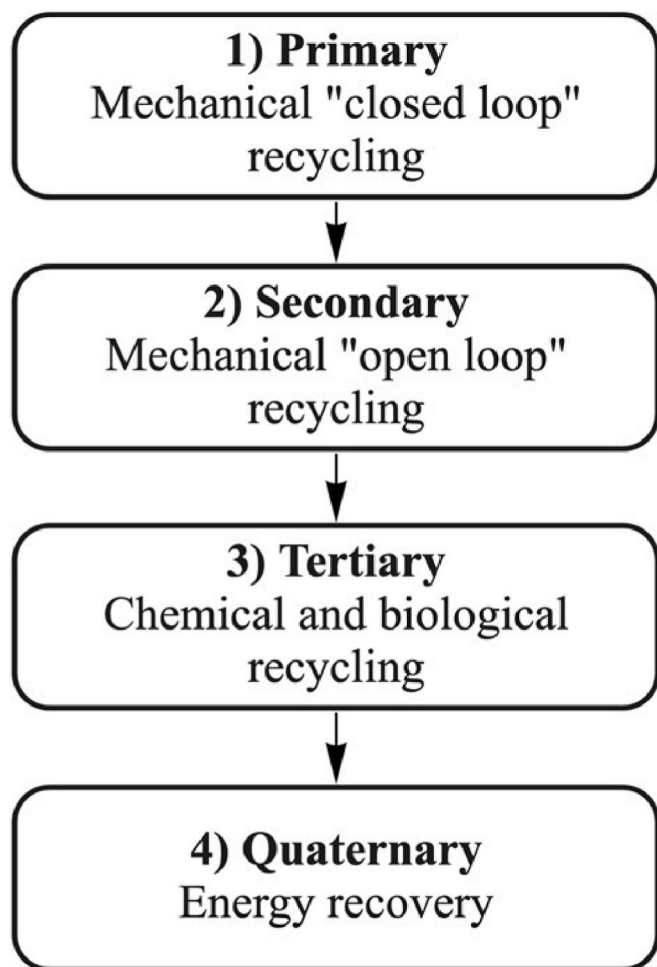 1) Primary
Mechanical "closed loop"
recycling
2) Secondary
Mechanical "open loop"
recycling
3) Tertiary
Chemical and biological
recycling
4) Quaternary
Energy recovery